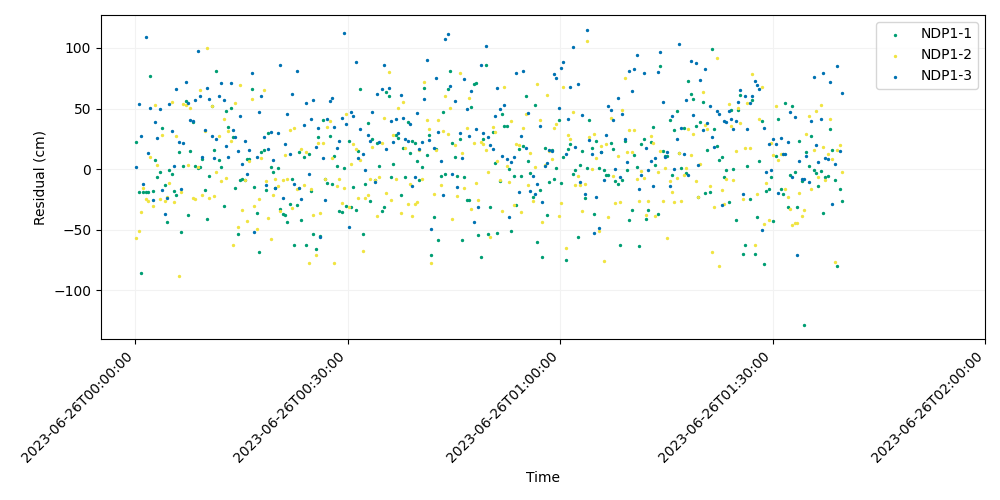 NDP1-1
NDP1-2
NDP1-3
100
50
0
−50
−100
Residual (cm)
2023-06-26T00:00:00
2023-06-26T00:30:00
2023-06-26T01:00:00
2023-06-26T01:30:00
2023-06-26T02:00:00
Time